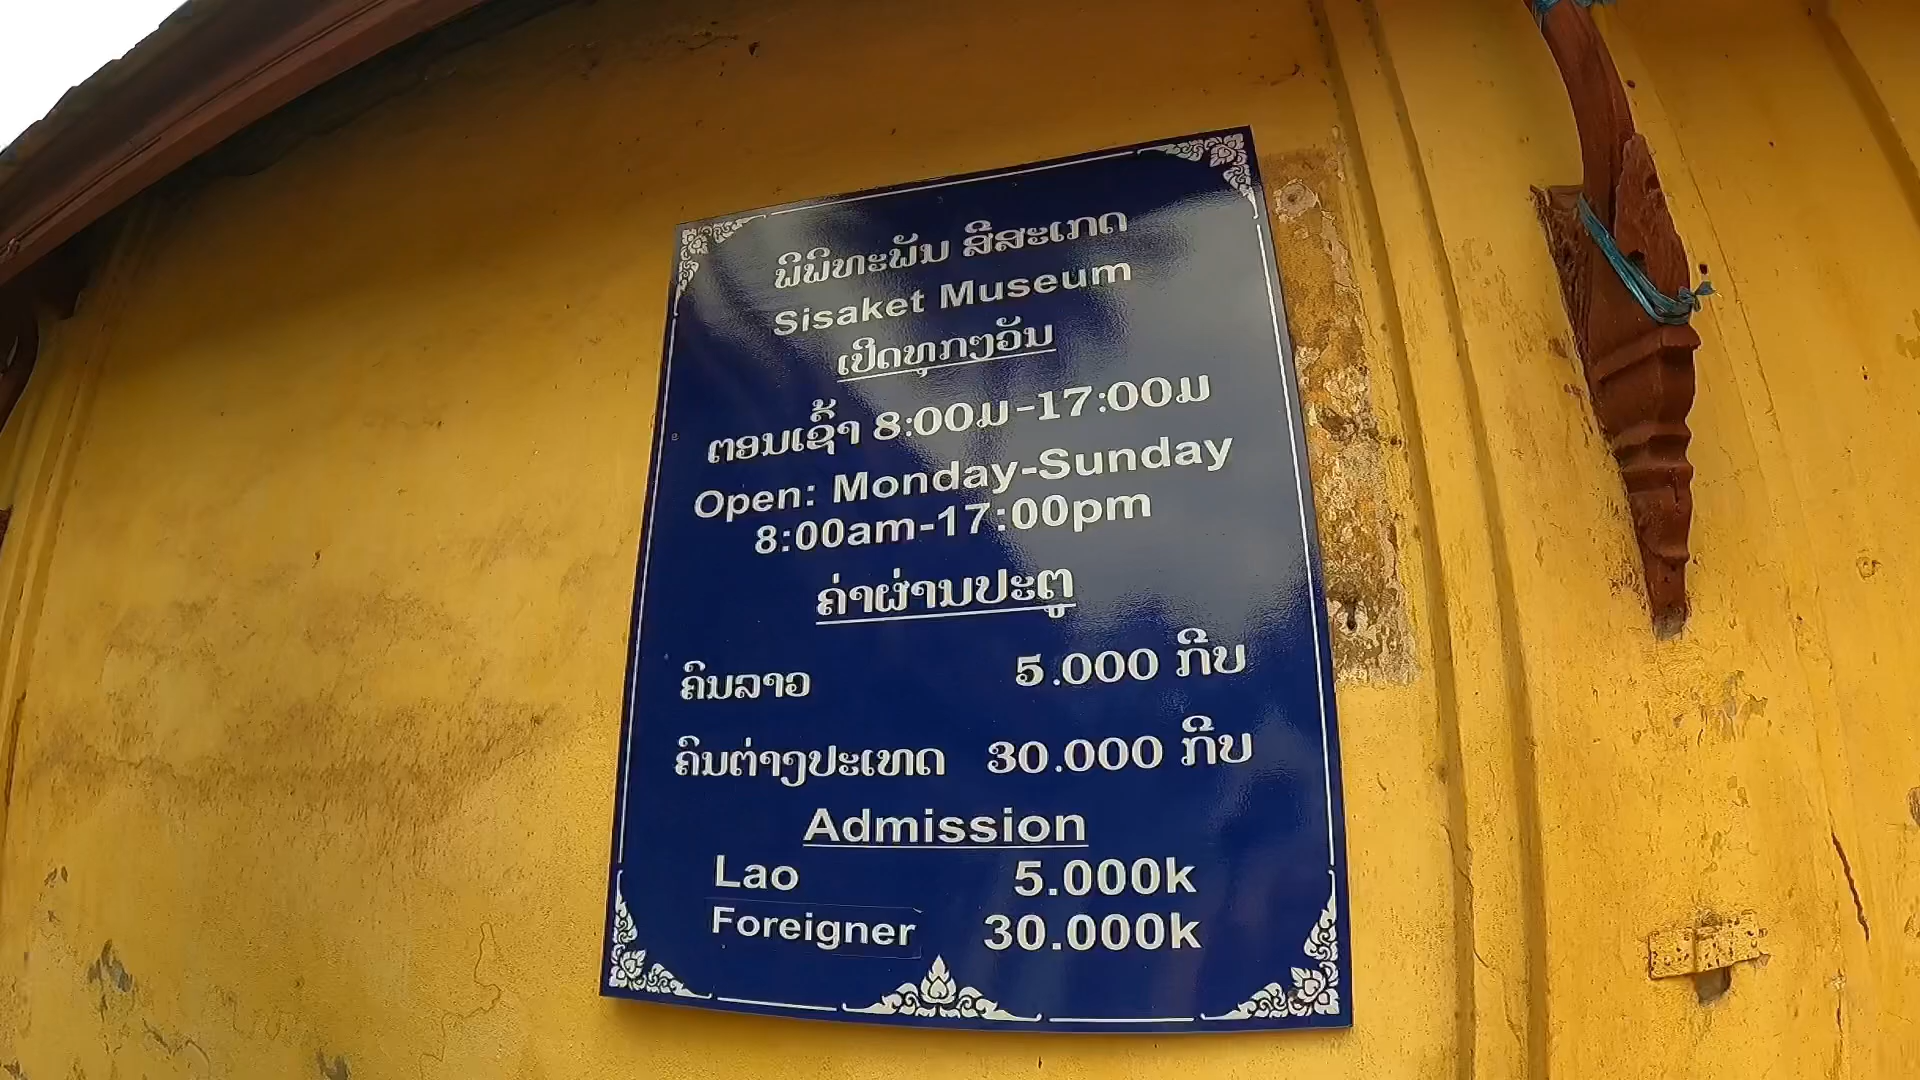 ພິພິທະພັນ ສີສະເກດ
Sisaket Museum
ເປີດທຸກໆວັນ
ຕອນເຊົ້າ 8:00ມ-17:00ມ
Open: Monday-Sunday
8:00am-17:00pm
ຄ່າຜ່ານປະຕູ
ຄົນລາວ 5.000 ກີບ
ຄົນຕ່າງປະເທດ 30.000 ກີບ
Admission
Lao 5.000k
Foreigner 30.000k